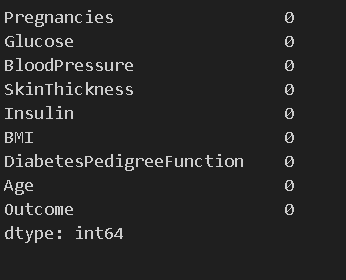 Pregnancies 0
Glucose 0
BloodPressure 0
SkinThickness 0
Insulin 0
BMI 0
DiabetesPedigreeFunction 0
Age 0
Outcome 0
dtype: int64